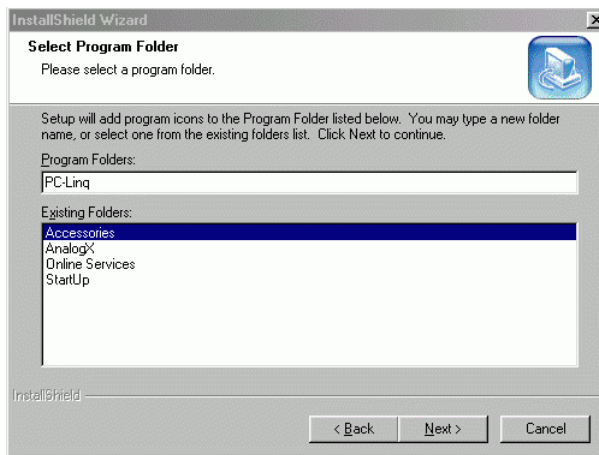 InstallShield Wizard
Select Program Folder
Please select a program folder.
Setup will add program icons to the Program Folder listed below. You may type a new folder
name, or select one from the existing folders list. Click Next to continue.
Program Folders:
PC-Linq
Existing Folders:
Accessories
AnalogX
Online Services
StartUp
InstallShield
< Back Next > Cancel